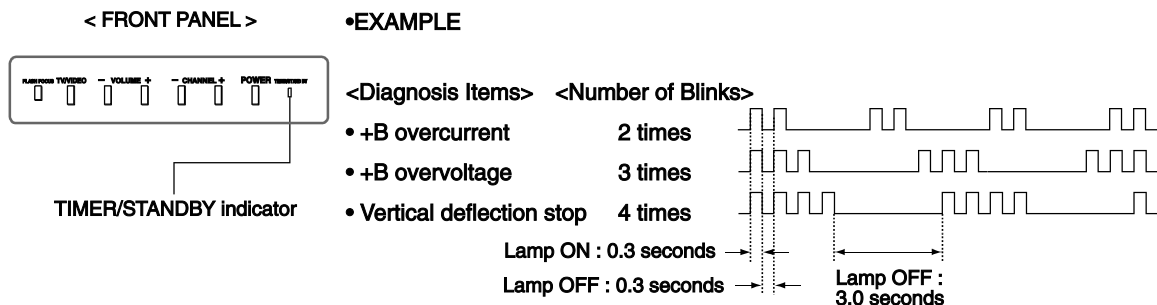 < FRONT PANEL >
•EXAMPLE
FLASH FOCUS TV/VIDEO − VOLUME + − CHANNEL + POWER
<Diagnosis Items> <Number of Blinks>
• +B overcurrent 2 times
• +B overvoltage 3 times
• Vertical deflection stop 4 times
TIMER/STANDBY indicator
Lamp ON : 0.3 seconds
Lamp OFF : 0.3 seconds
Lamp OFF :
3.0 seconds